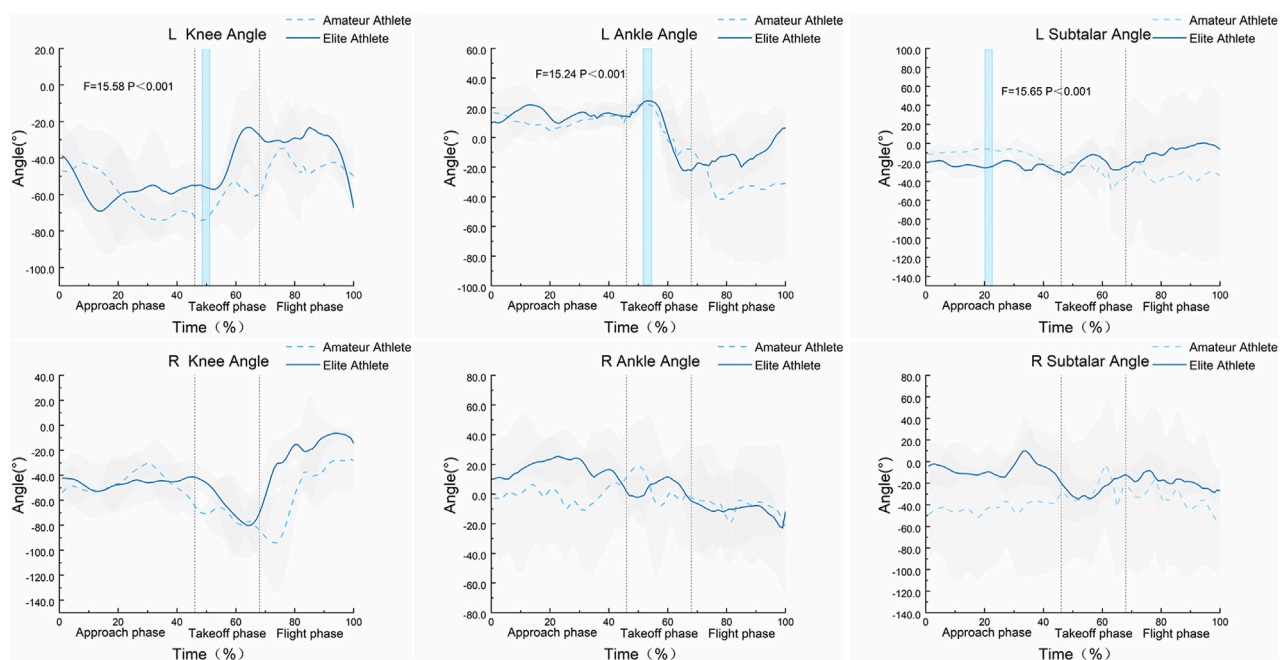 L Knee Angle
Amateur Athlete
Elite Athlete
F=15.58 P<0.001
Angle(°)
20.0
0.0
-20.0
-40.0
-60.0
-80.0
-100.0
0 20 40 60 80 100
Approach phase Takeoff phase Flight phase
Time（%）
L Ankle Angle
Amateur Athlete
Elite Athlete
F=15.24 P<0.001
Angle(°)
60.0
40.0
20.0
0.0
-20.0
-40.0
-60.0
-80.0
-100.0
0 20 40 60 80 100
Approach phase Takeoff phase Flight phase
Time（%）
L Subtalar Angle
Amateur Athlete
Elite Athlete
F=15.65 P<0.001
Angle(°)
100.0
80.0
60.0
40.0
20.0
0.0
-20.0
-40.0
-60.0
-80.0
-100.0
-120.0
-140.0
0 20 40 60 80 100
Approach phase Takeoff phase Flight phase
Time（%）
R Knee Angle
Amateur Athlete
Elite Athlete
Angle(°)
40.0
20.0
0.0
-20.0
-40.0
-60.0
-80.0
-100.0
-120.0
-140.0
0 20 40 60 80 100
Approach phase Takeoff phase Flight phase
Time（%）
R Ankle Angle
Amateur Athlete
Elite Athlete
Angle(°)
80.0
60.0
40.0
20.0
0.0
-20.0
-40.0
-60.0
-80.0
0 20 40 60 80 100
Approach phase Takeoff phase Flight phase
Time（%）
R Subtalar Angle
Amateur Athlete
Elite Athlete
Angle(°)
80.0
60.0
40.0
20.0
0.0
-20.0
-40.0
-60.0
-80.0
-100.0
-120.0
-140.0
0 20 40 60 80 100
Approach phase Takeoff phase Flight phase
Time（%）